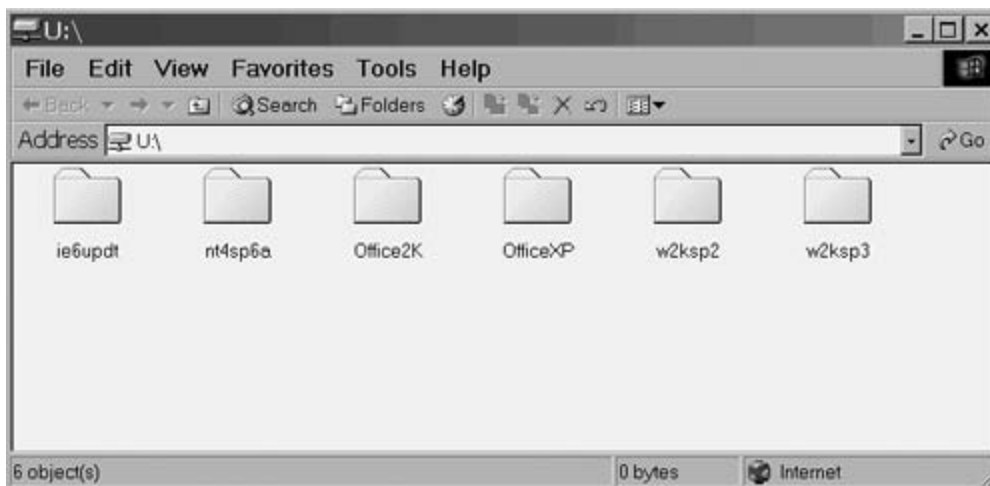 U:\
File Edit View Favorites Tools Help
Back Search Folders
Address U:\ Go
ie6updt nt4sp6a Office2K OfficeXP w2ksp2 w2ksp3
6 object(s) 0 bytes Internet